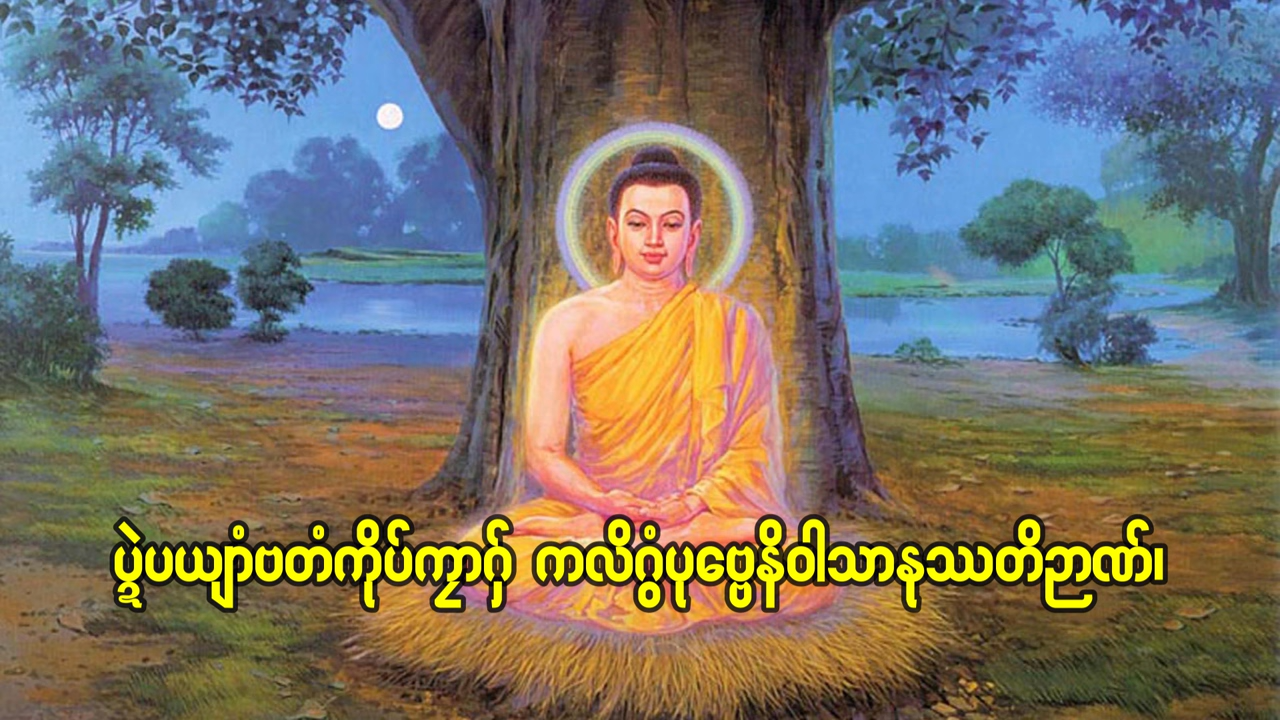 ပ္ဍဲပယျာံဗတံကိုပ်ကၠာဂှ် ကလိဂွံပုဗ္ဗေနိဝါသာနုဿတိဉာဏ်၊